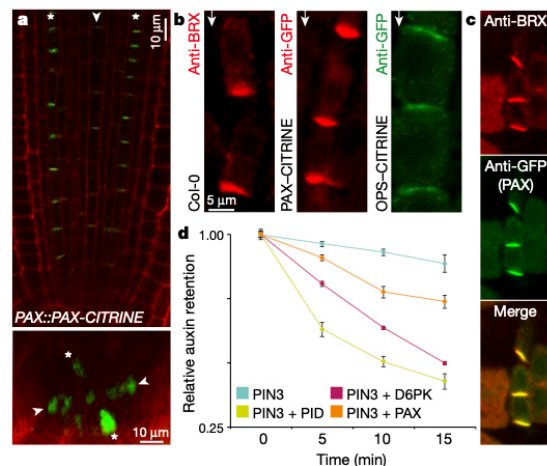 a
*
*
10 µm
PAX::PAX-CITRINE
*
*
10 µm
b
Anti-BRX
Col-0
5 µm
Anti-GFP
PAX–CITRINE
Anti-GFP
OPS–CITRINE
c
Anti-BRX
Anti-GFP
(PAX)
Merge
d
Relative auxin retention
1.00
0.25
PIN3
PIN3 + D6PK
PIN3 + PID
PIN3 + PAX
0
5
10
15
Time (min)